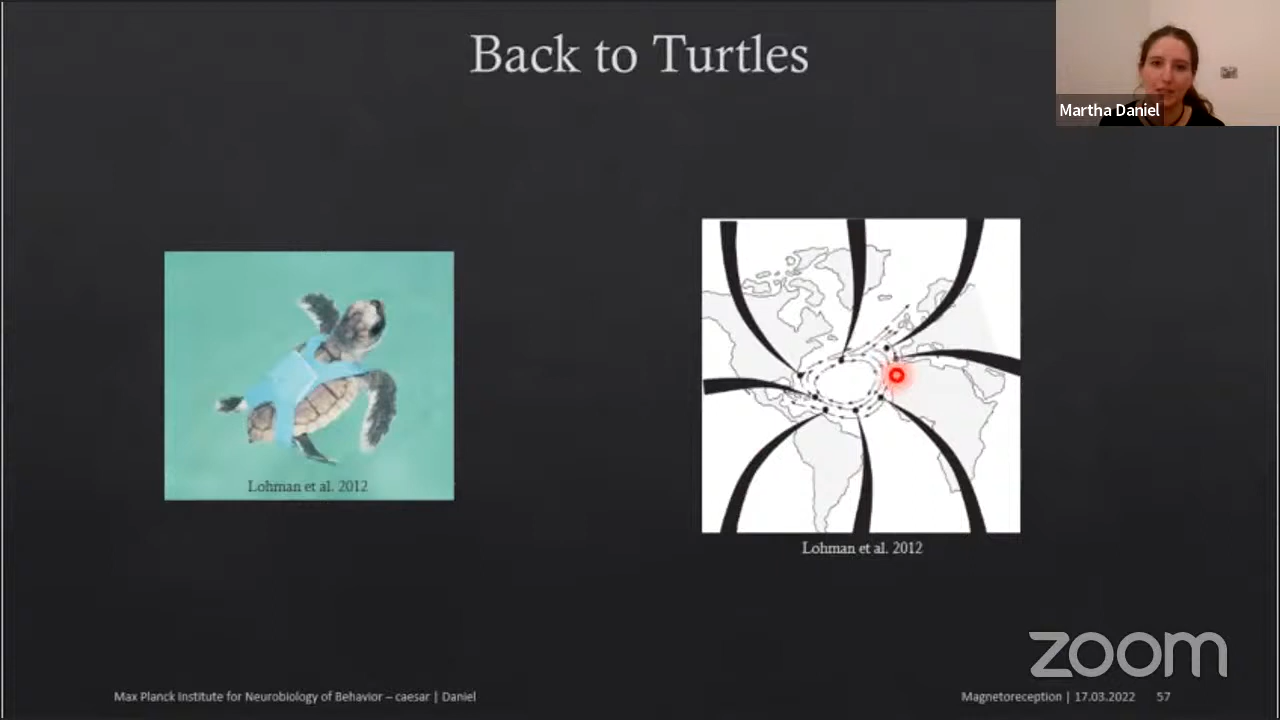 Back to Turtles
Martha Daniel
Lohman et al. 2012
Lohman et al. 2012
zoom
Max Planck Institute for Neurobiology of Behavior – caesar | Daniel
Magnetoreception | 17.03.2022 57